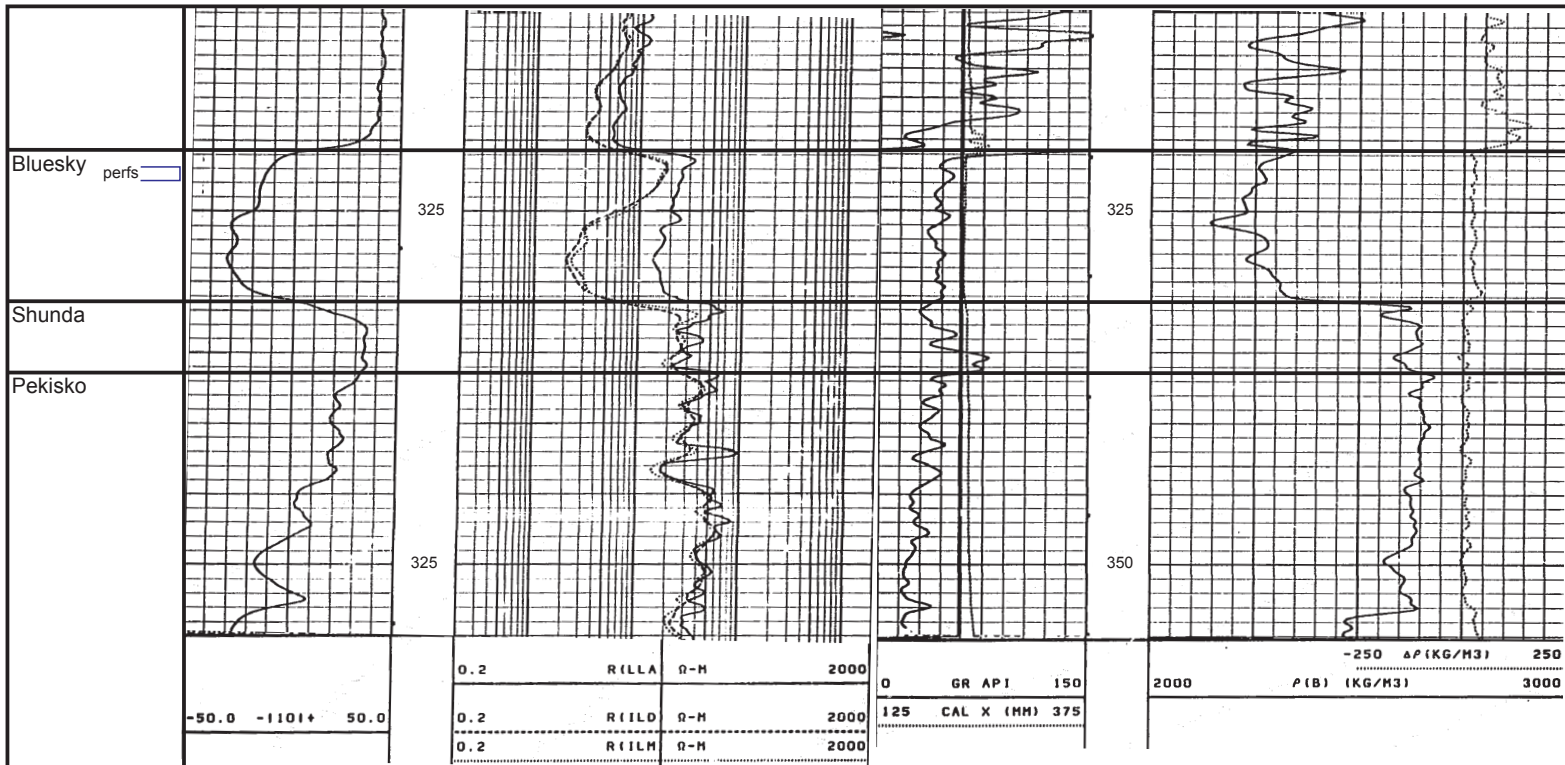 Bluesky perfs
325
325
Shunda
Pekisko
325
350
-50.0 -|10|+ 50.0
0.2 R(LLA Ω-M 2000
0.2 R(ILD Ω-M 2000
0.2 R(ILM Ω-M 2000
0 GR API 150
125 CAL X (MM) 375
-250 Δρ(KG/M3) 250
2000 ρ(B) (KG/M3) 3000